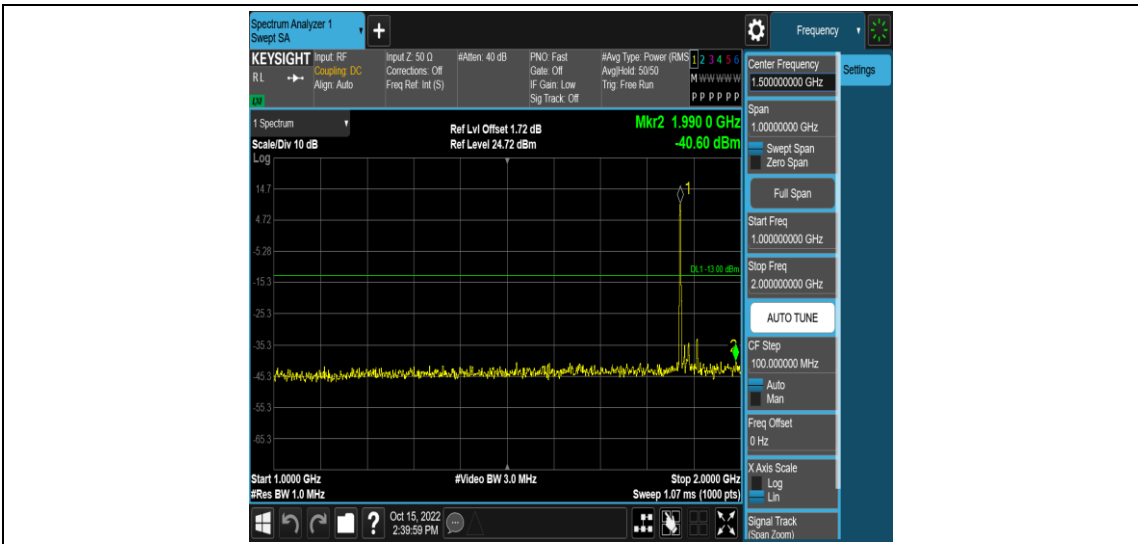 Spectrum Analyzer 1
Swept SA
+
Frequency
KEYSIGHT
RL
LXI
Input: RF
Coupling: DC
Align: Auto
Input Z: 50 Ω
Corrections: Off
Freq Ref: Int (S)
#Atten: 40 dB
PNO: Fast
Gate: Off
IF Gain: Low
Sig Track: Off
#Avg Type: Power (RMS
Avg|Hold: 50/50
Trig: Free Run
1 2 3 4 5 6
M W W W W W
P P P P P P
1 Spectrum
Scale/Div 10 dB
Ref Lvl Offset 1.72 dB
Ref Level 24.72 dBm
Mkr2 1.990 0 GHz
-40.60 dBm
Log
14.7
4.72
-5.28
-15.3
-25.3
-35.3
-45.3
-55.3
-65.3
1
DL1 -13.00 dBm
2
Start 1.0000 GHz
#Res BW 1.0 MHz
#Video BW 3.0 MHz
Stop 2.0000 GHz
Sweep 1.07 ms (1000 pts)
Center Frequency
1.500000000 GHz
Settings
Span
1.00000000 GHz
Swept Span
Zero Span
Full Span
Start Freq
1.000000000 GHz
Stop Freq
2.000000000 GHz
AUTO TUNE
CF Step
100.000000 MHz
Auto
Man
Freq Offset
0 Hz
X Axis Scale
Log
Lin
Signal Track
(Span Zoom)
?
Oct 15, 2022
2:39:59 PM